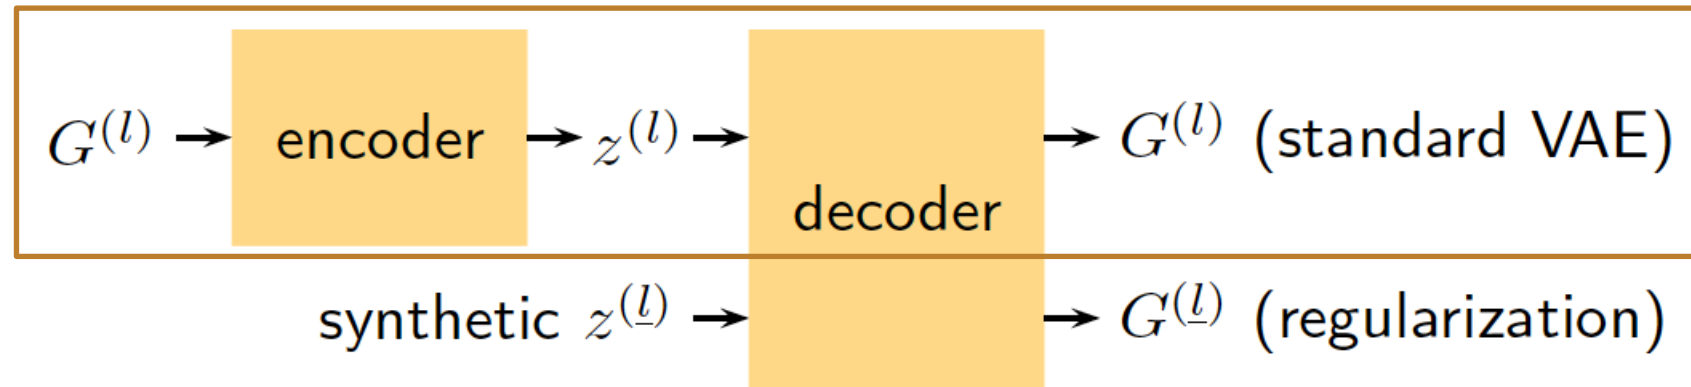 G^(l) → encoder → z^(l) → decoder → G^(l) (standard VAE)
synthetic z^(l̲) → → G^(l̲) (regularization)